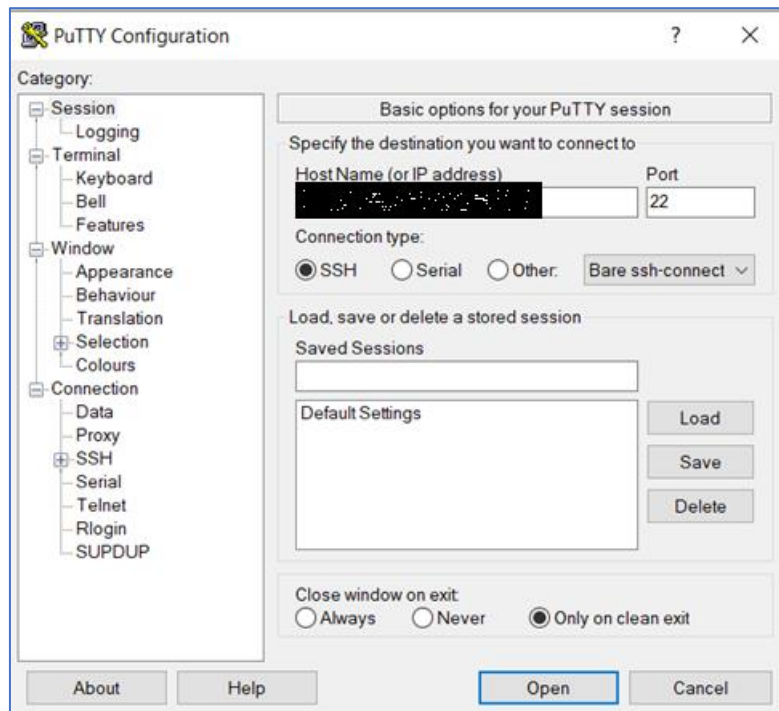 PuTTY Configuration
?
Category:
Session
Logging
Terminal
Keyboard
Bell
Features
Window
Appearance
Behaviour
Translation
Selection
Colours
Connection
Data
Proxy
SSH
Serial
Telnet
Rlogin
SUPDUP
Basic options for your PuTTY session
Specify the destination you want to connect to
Host Name (or IP address) Port
22
Connection type:
SSH Serial Other: Bare ssh-connect
Load, save or delete a stored session
Saved Sessions
Default Settings
Load
Save
Delete
Close window on exit:
Always Never Only on clean exit
About Help Open Cancel